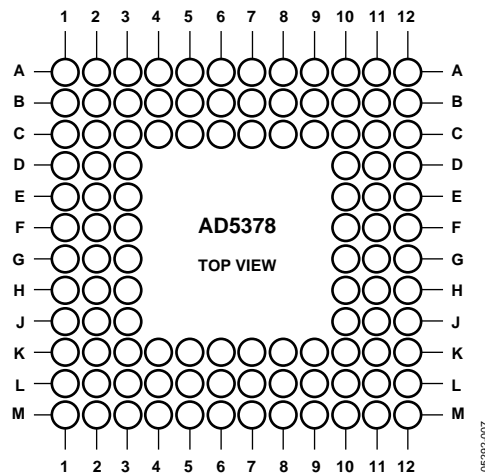 1 2 3 4 5 6 7 8 9 10 11 12
A A
B B
C C
D D
E E
F AD5378 F
G TOP VIEW G
H H
J J
K K
L L
M M
1 2 3 4 5 6 7 8 9 10 11 12
05292-007